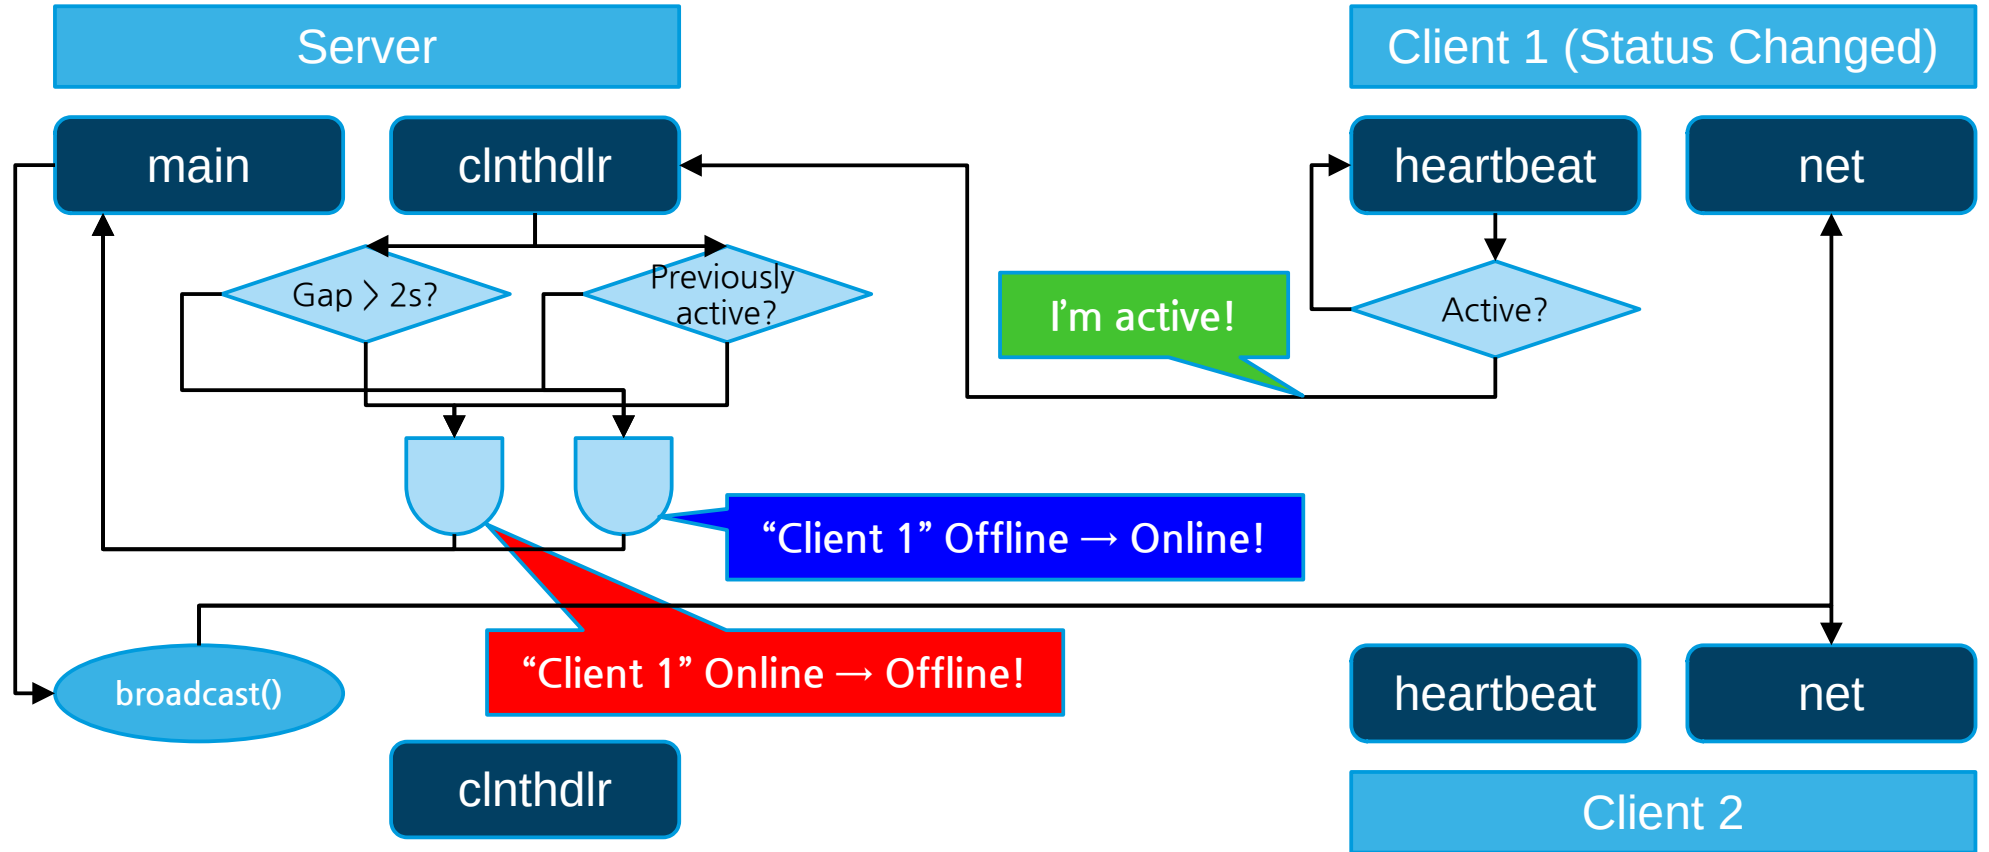 Server
Client 1 (Status Changed)
main
clnthdlr
heartbeat
net
Gap > 2s?
Previously
active?
I'm active!
Active?
“Client 1” Offline → Online!
“Client 1” Online → Offline!
broadcast()
heartbeat
net
clnthdlr
Client 2